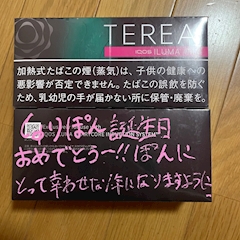 TEREA
IQOS ILUMA
加熱式たばこの煙(蒸気)は、子供の健康への
悪影響が否定できません。たばこの誤飲を防ぐ
ため、乳幼児の手が届かない所に保管・廃棄を。
りぽん誕生日
おめでとうー!!ぽんに
とって幸わせな年になりますように